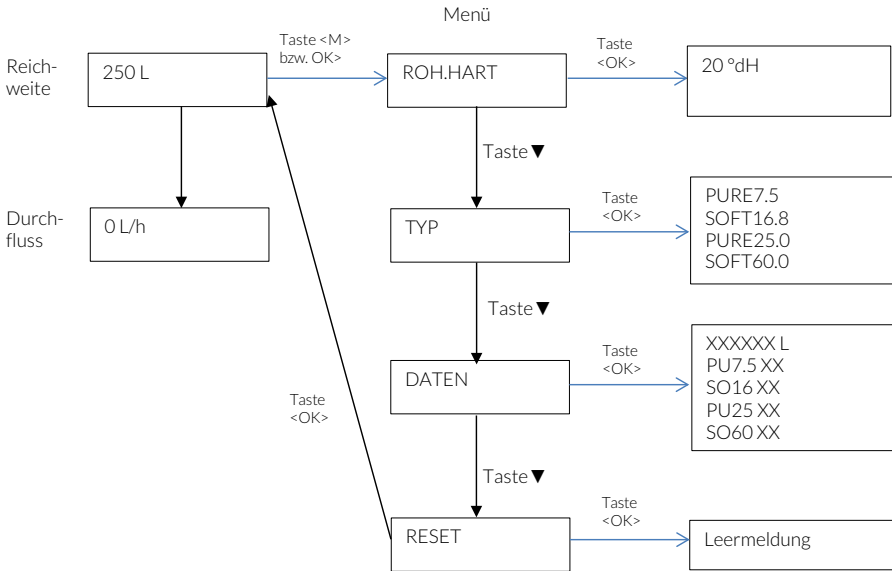 Menü
Reich-
weite
250 L
Taste <M>
bzw. OK>
ROH.HART
Taste
<OK>
20 °dH
Taste ▼
Durch-
fluss
0 L/h
TYP
Taste
<OK>
PURE7.5
SOFT16.8
PURE25.0
SOFT60.0
Taste ▼
DATEN
Taste
<OK>
XXXXXX L
PU7.5 XX
SO16 XX
PU25 XX
SO60 XX
Taste
<OK>
Taste ▼
RESET
Taste
<OK>
Leermeldung